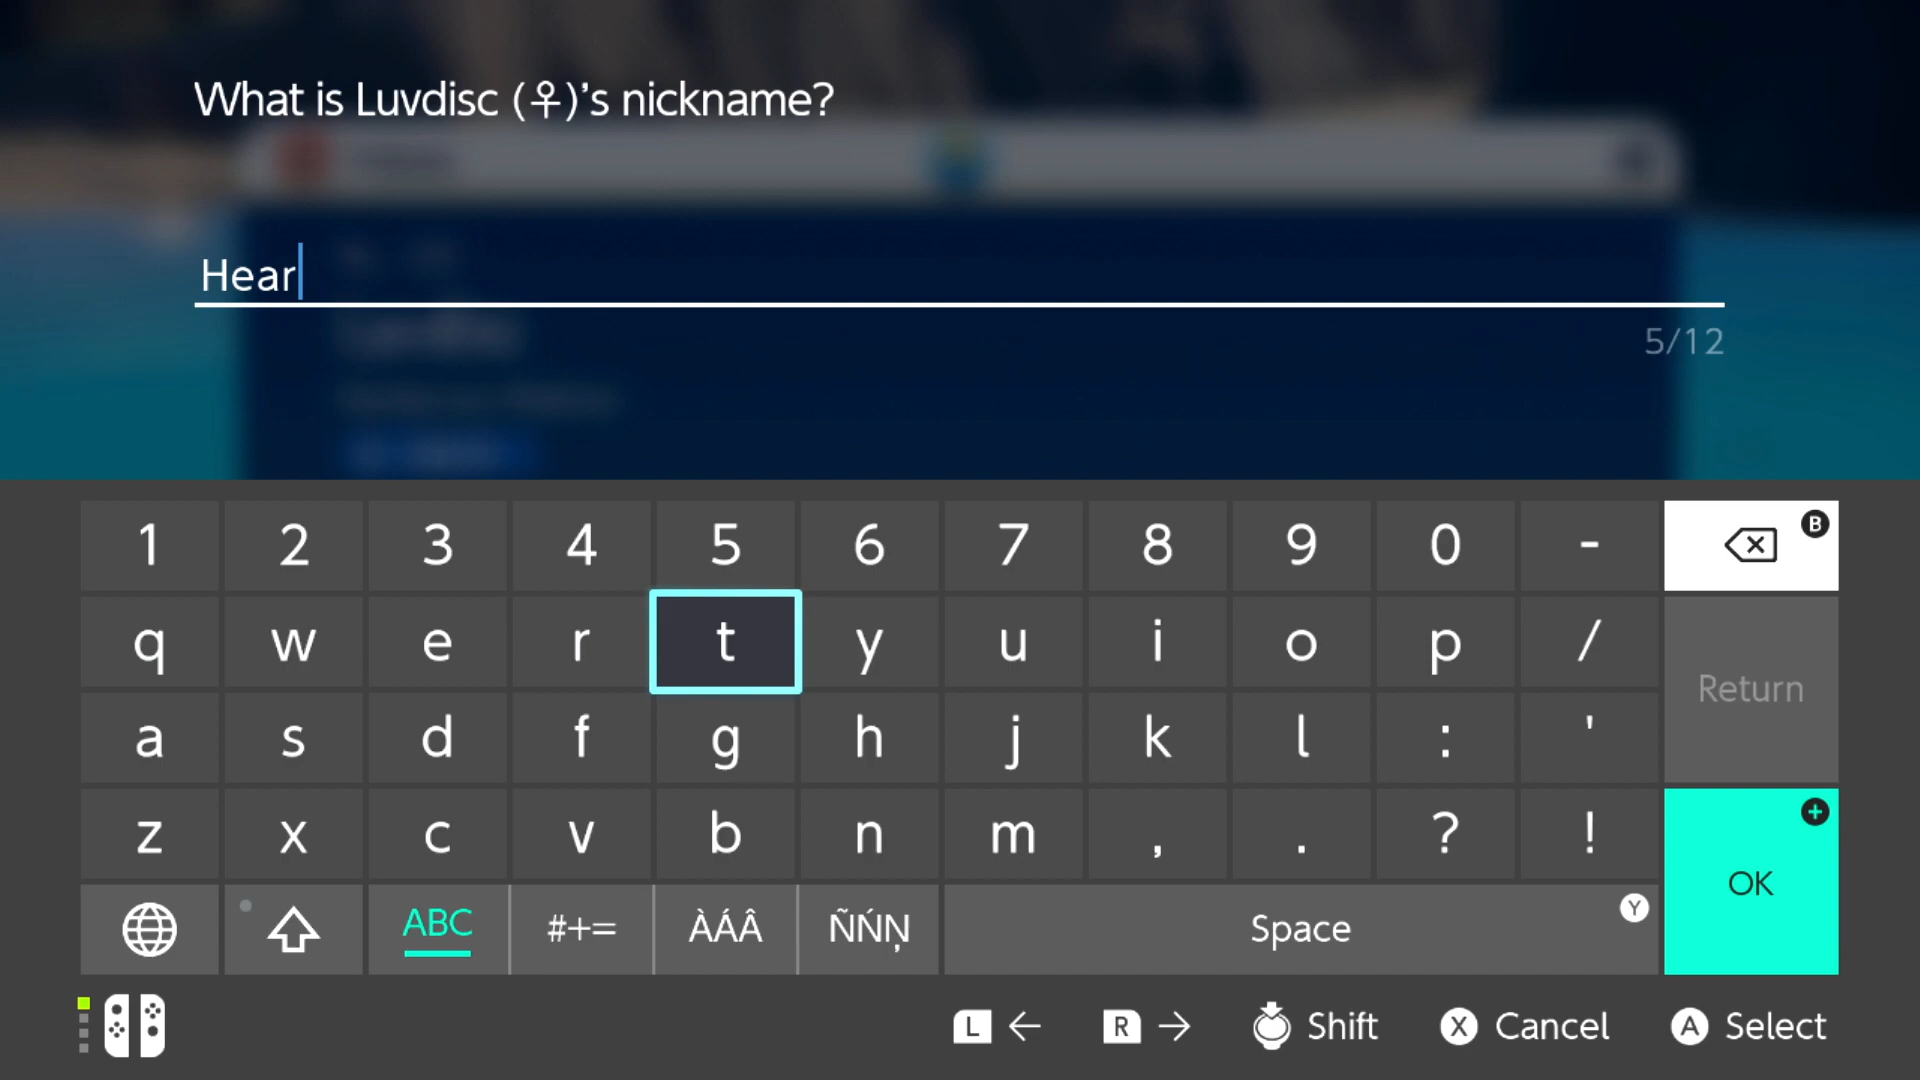 What is Luvdisc (♀)'s nickname?
Hear
5/12
1 2 3 4 5 6 7 8 9 0 - B
q w e r t y u i o p /
Return
a s d f g h j k l : '
z x c v b n m , . ? ! +
OK
ABC #+= ÀÁÂ ÑŃŅ Space Y
L ← R → Shift X Cancel A Select